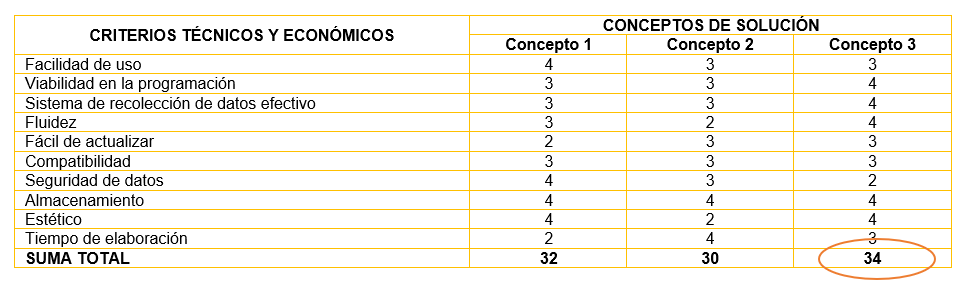 CRITERIOS TÉCNICOS Y ECONÓMICOS CONCEPTOS DE SOLUCIÓN
Concepto 1 Concepto 2 Concepto 3
Facilidad de uso 4 3 3
Viabilidad en la programación 3 3 4
Sistema de recolección de datos efectivo 3 3 4
Fluidez 3 2 4
Fácil de actualizar 2 3 3
Compatibilidad 3 3 3
Seguridad de datos 4 3 2
Almacenamiento 4 4 4
Estético 4 2 4
Tiempo de elaboración 2 4 3
SUMA TOTAL 32 30 34